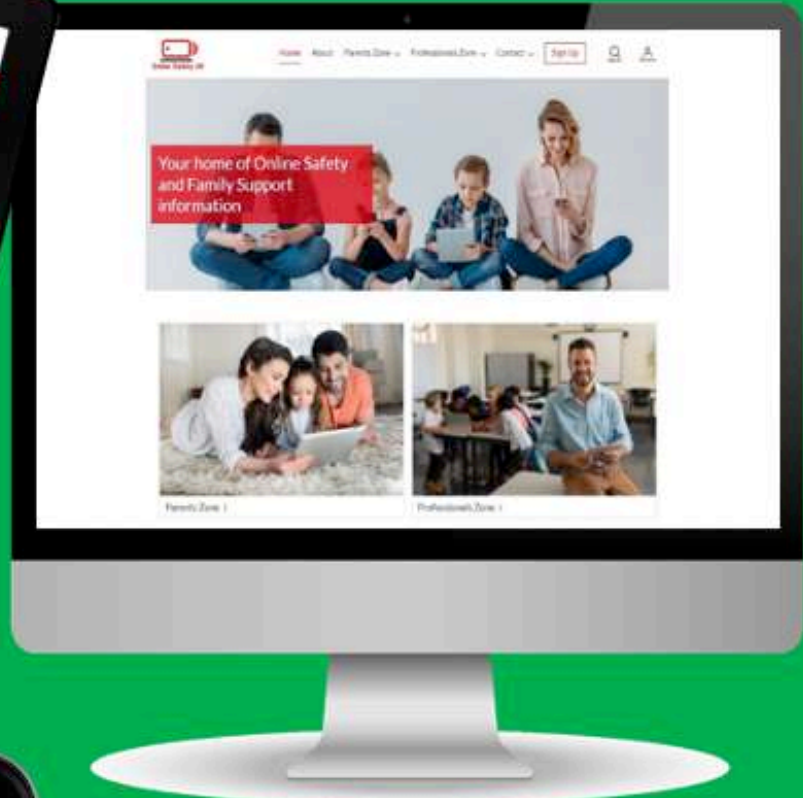 Home About Parents Zone Professionals Zone Contact Sign Up
Your home of Online Safety
and Family Support
information
Parents Zone
Professionals Zone